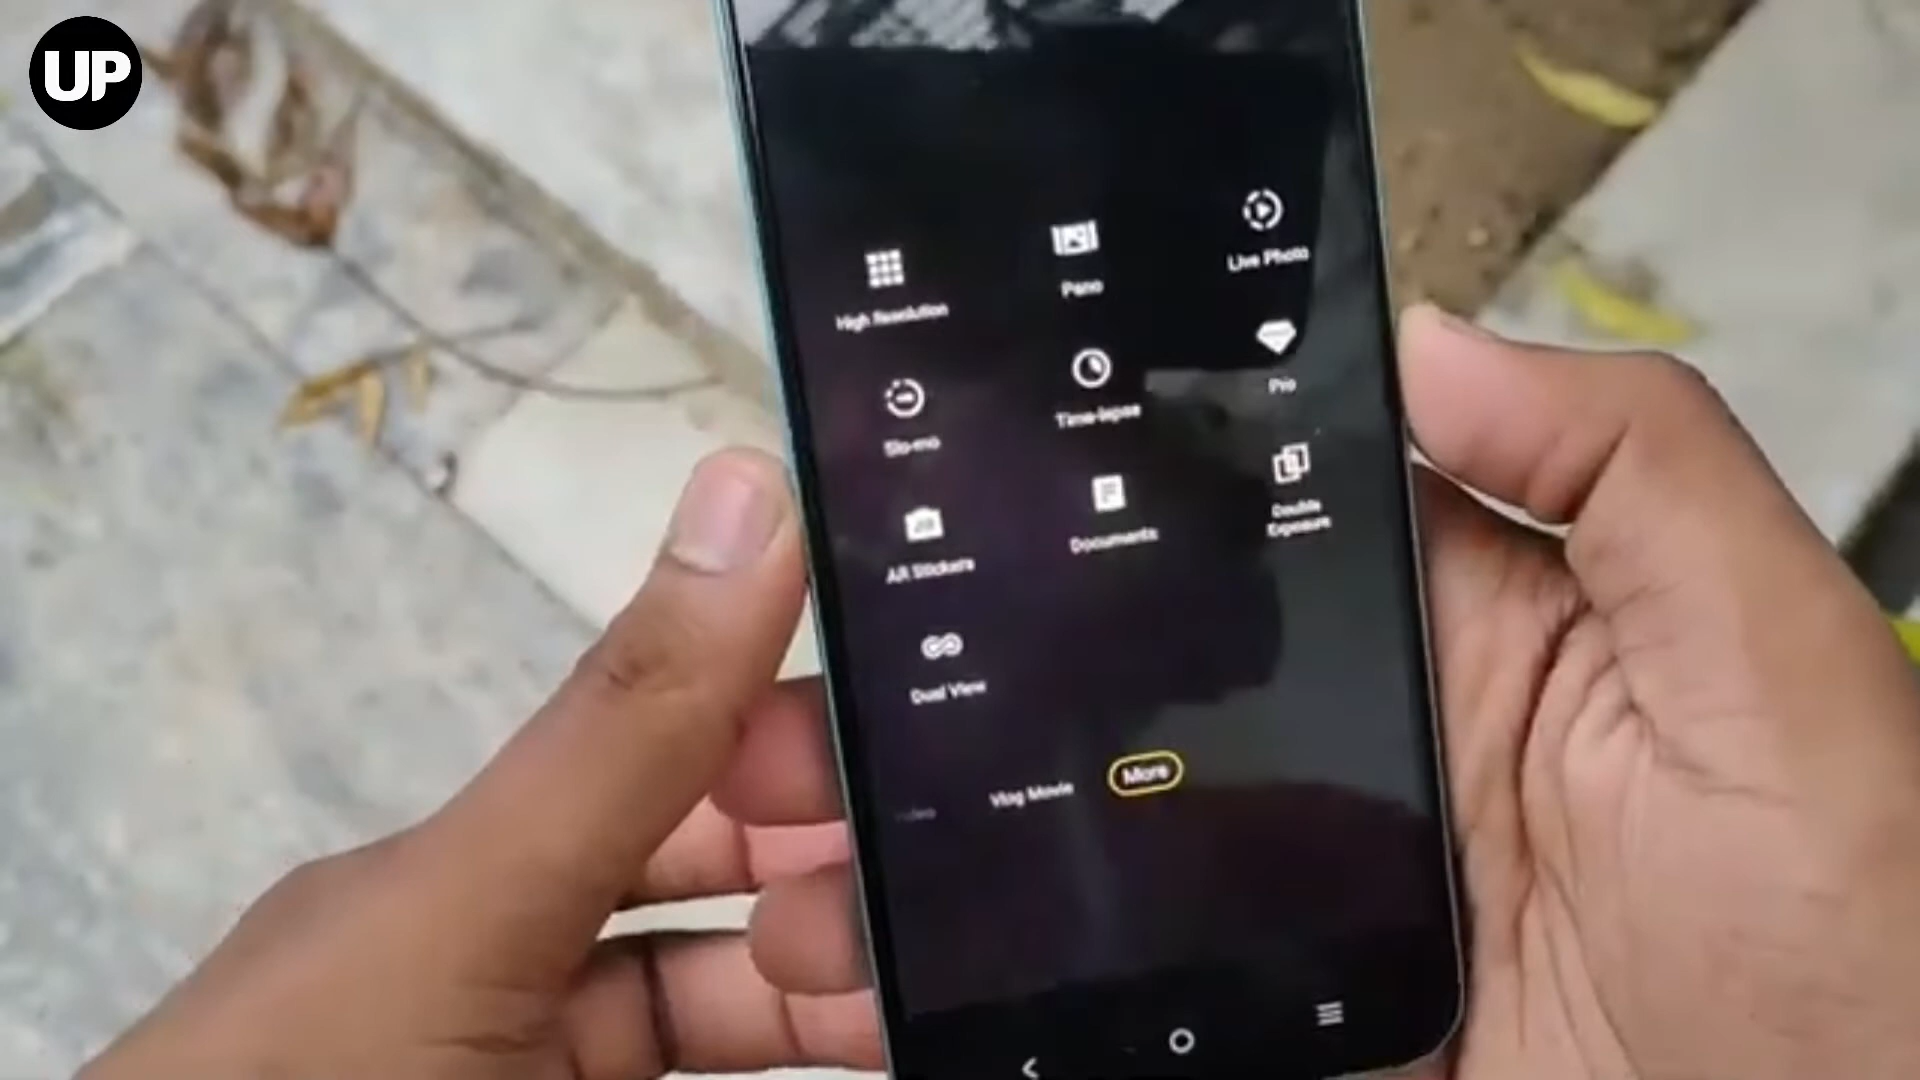 UP
High Resolution
Pano
Live Photo
Slo-mo
Time-lapse
Pro
AR Stickers
Documents
Double
Exposure
Dual View
Vlog Movie
More